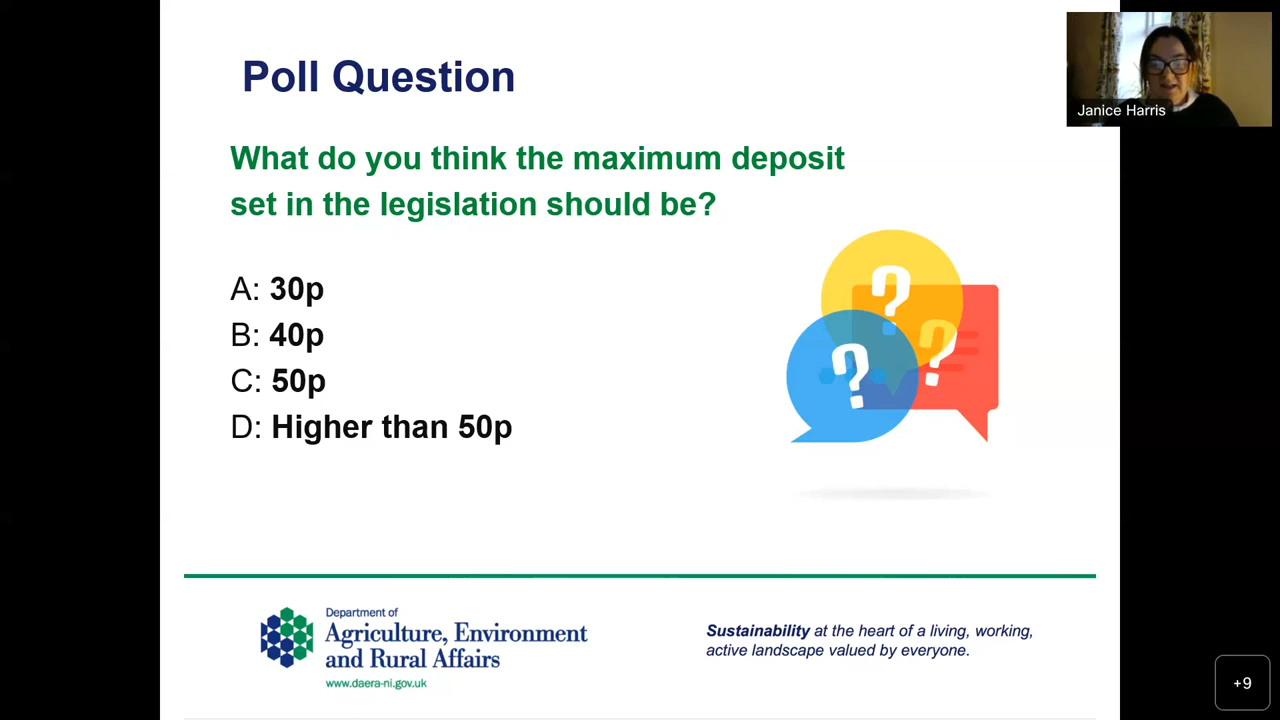 Poll Question
Janice Harris
What do you think the maximum deposit
set in the legislation should be?
A: 30p
B: 40p
C: 50p
D: Higher than 50p
? ? ?
Department of
Agriculture, Environment
and Rural Affairs
www.daera-ni.gov.uk
Sustainability at the heart of a living, working,
active landscape valued by everyone.
+9